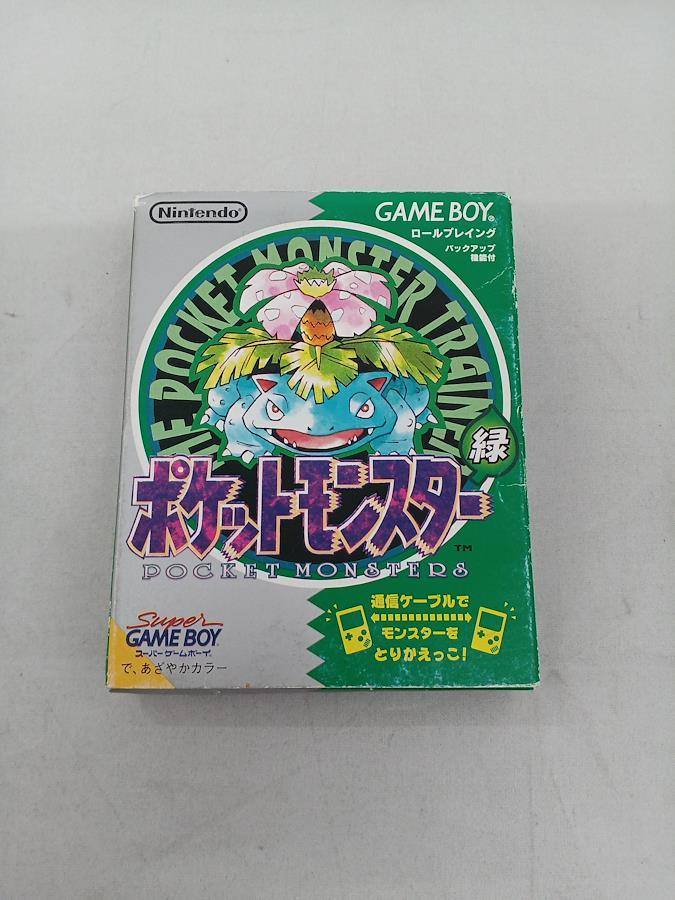 Nintendo®
GAME BOY®
ロールプレイング
バックアップ
機能付
THE POCKET MONSTER TRAINER
緑
ポケットモンスター
TM
POCKET MONSTERS
Super
GAME BOY
スーパーゲームボーイ
で、あざやかカラー
通信ケーブルで
モンスターを
とりかえっこ!